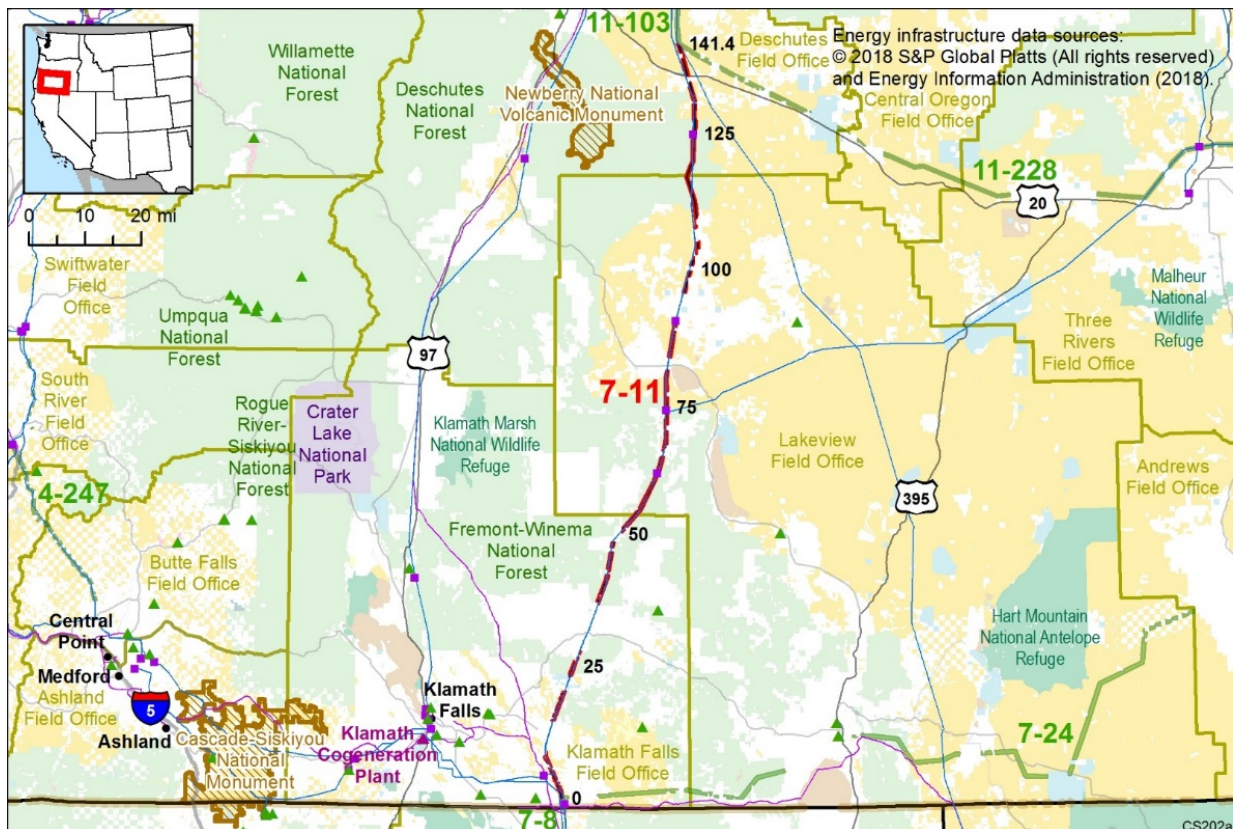 11-103
141.4
Deschutes
Field Office
Energy infrastructure data sources:
© 2018 S&P Global Platts (All rights reserved)
and Energy Information Administration (2018).
Central Oregon
Field Office
Willamette
National
Forest
Deschutes
National
Forest
Newberry National
Volcanic Monument
125
11-228
20
0 10 20 mi
Swiftwater
Field
Office
Umpqua
National
Forest
100
Malheur
National
Wildlife
Refuge
Three
Rivers
Field Office
97
7-11
75
South
River
Field
Office
Rogue
River-
Siskiyou
National
Forest
Crater
Lake
National
Park
Klamath Marsh
National Wildlife
Refuge
Lakeview
Field Office
Andrews
Field Office
395
4-247
50
Fremont-Winema
National
Forest
Butte Falls
Field Office
Hart Mountain
National Antelope
Refuge
Central
Point
Medford
25
Ashland
Field Office
5
Klamath
Falls
Ashland
Cascade-Siskiyou
National
Monument
Klamath
Cogeneration
Plant
Klamath Falls
Field Office
7-24
0
7-8
CS202a